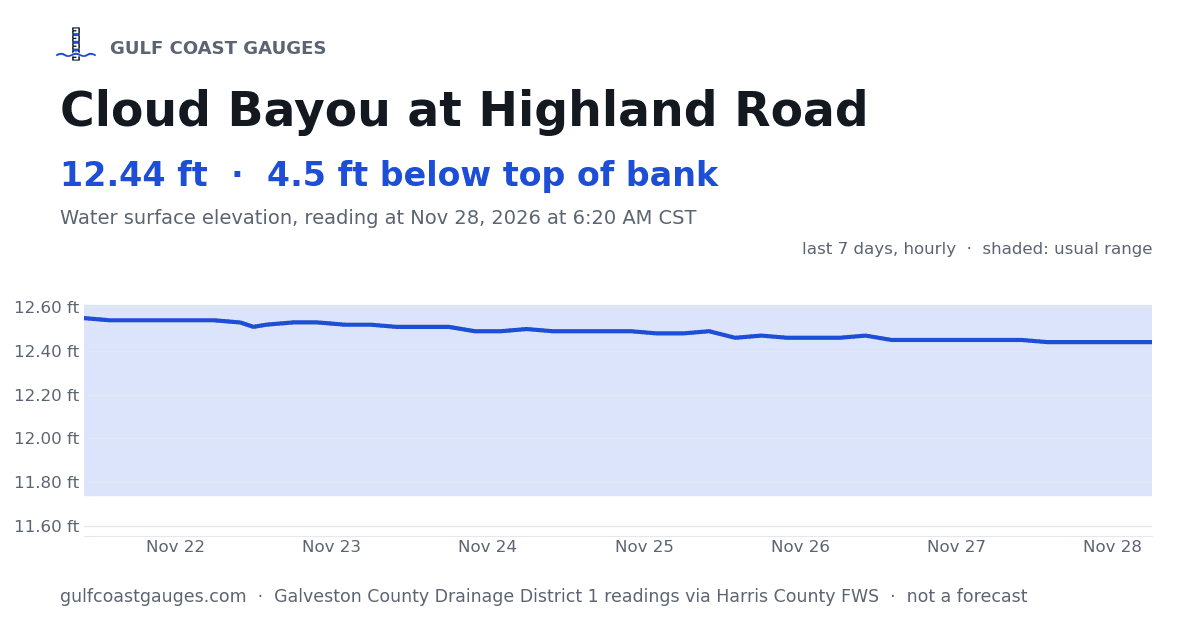 GULF COAST GAUGES
Cloud Bayou at Highland Road
12.44 ft · 4.5 ft below top of bank
Water surface elevation, reading at Nov 28, 2026 at 6:20 AM CST
last 7 days, hourly · shaded: usual range
12.60 ft
12.40 ft
12.20 ft
12.00 ft
11.80 ft
11.60 ft
Nov 22 Nov 23 Nov 24 Nov 25 Nov 26 Nov 27 Nov 28
gulfcoastgauges.com · Galveston County Drainage District 1 readings via Harris County FWS · not a forecast